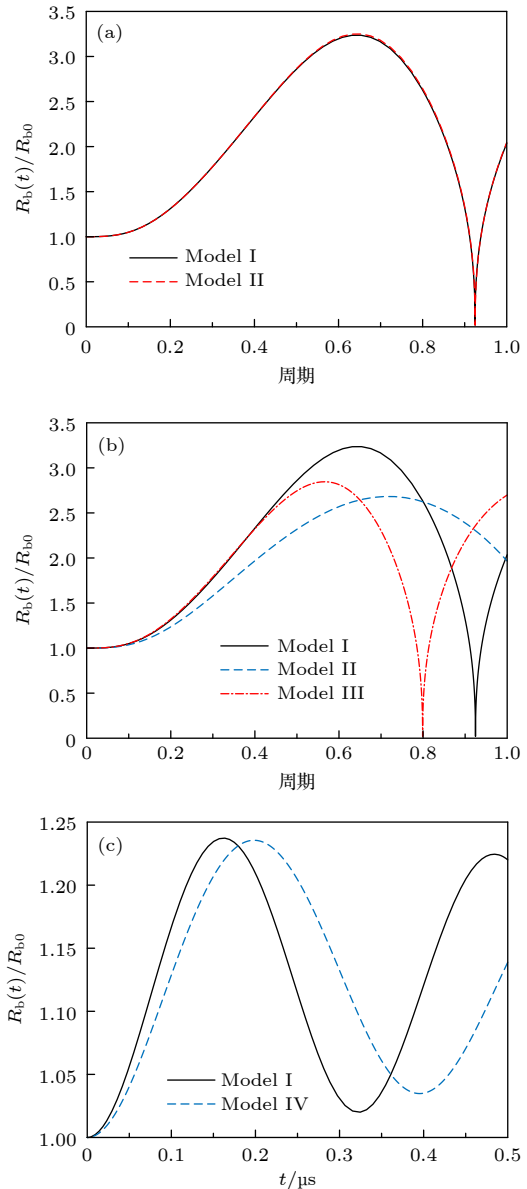 (a)
3.5
3.0
2.5
2.0
1.5
1.0
0.5
0
R_b(t)/R_b0
Model I
Model II
0 0.2 0.4 0.6 0.8 1.0
周期
(b)
3.5
3.0
2.5
2.0
1.5
1.0
0.5
0
R_b(t)/R_b0
Model I
Model II
Model III
0 0.2 0.4 0.6 0.8 1.0
周期
(c)
1.25
1.20
1.15
1.10
1.05
1.00
R_b(t)/R_b0
Model I
Model IV
0 0.1 0.2 0.3 0.4 0.5
t/μs